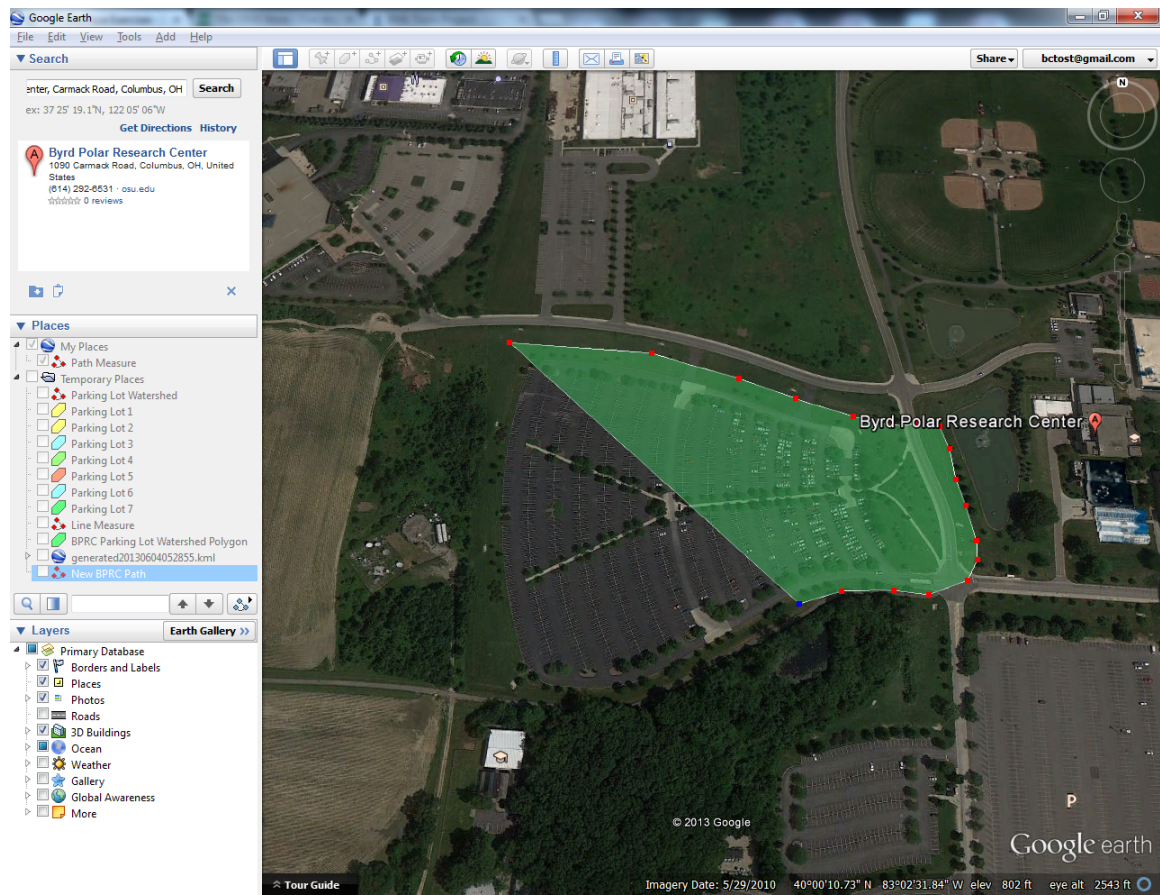 Google Earth
File Edit View Tools Add Help
Search
enter, Carmack Road, Columbus, OH
Search
ex: 37 25' 19.1"N, 122 05' 06"W
Get Directions History
A
Byrd Polar Research Center
1090 Carmack Road, Columbus, OH, United
States
(614) 292-6531 · osu.edu
0 reviews
Places
My Places
Path Measure
Temporary Places
Parking Lot Watershed
Parking Lot 1
Parking Lot 2
Parking Lot 3
Parking Lot 4
Parking Lot 5
Parking Lot 6
Parking Lot 7
Line Measure
BPRC Parking Lot Watershed Polygon
generated20130604052855.kml
New BPRC Path
Layers
Earth Gallery >>
Primary Database
Borders and Labels
Places
Photos
Roads
3D Buildings
Ocean
Weather
Gallery
Global Awareness
More
Share
bctost@gmail.com
N
Byrd Polar Research Center
A
P
© 2013 Google
Google earth
Tour Guide
Imagery Date: 5/29/2010 40°00'10.73" N 83°02'31.84" W elev 802 ft eye alt 2543 ft